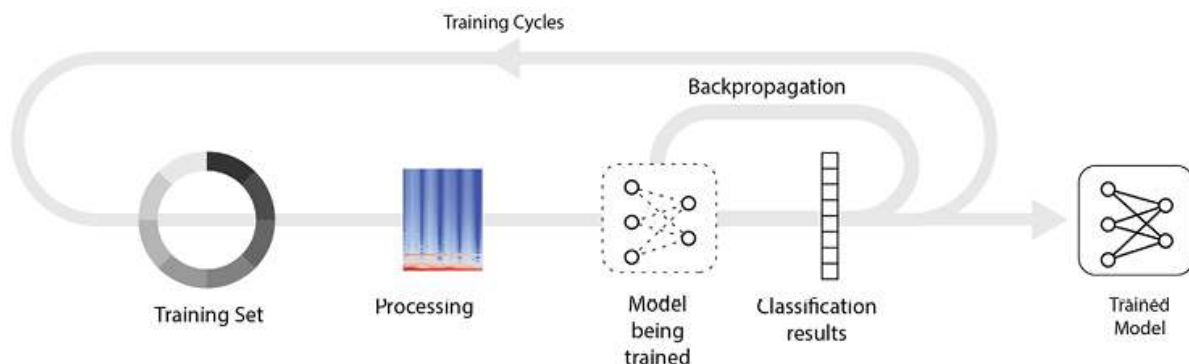 Training Cycles
Backpropagation
Training Set
Processing
Model
being
trained
Classification
results
Trained
Model